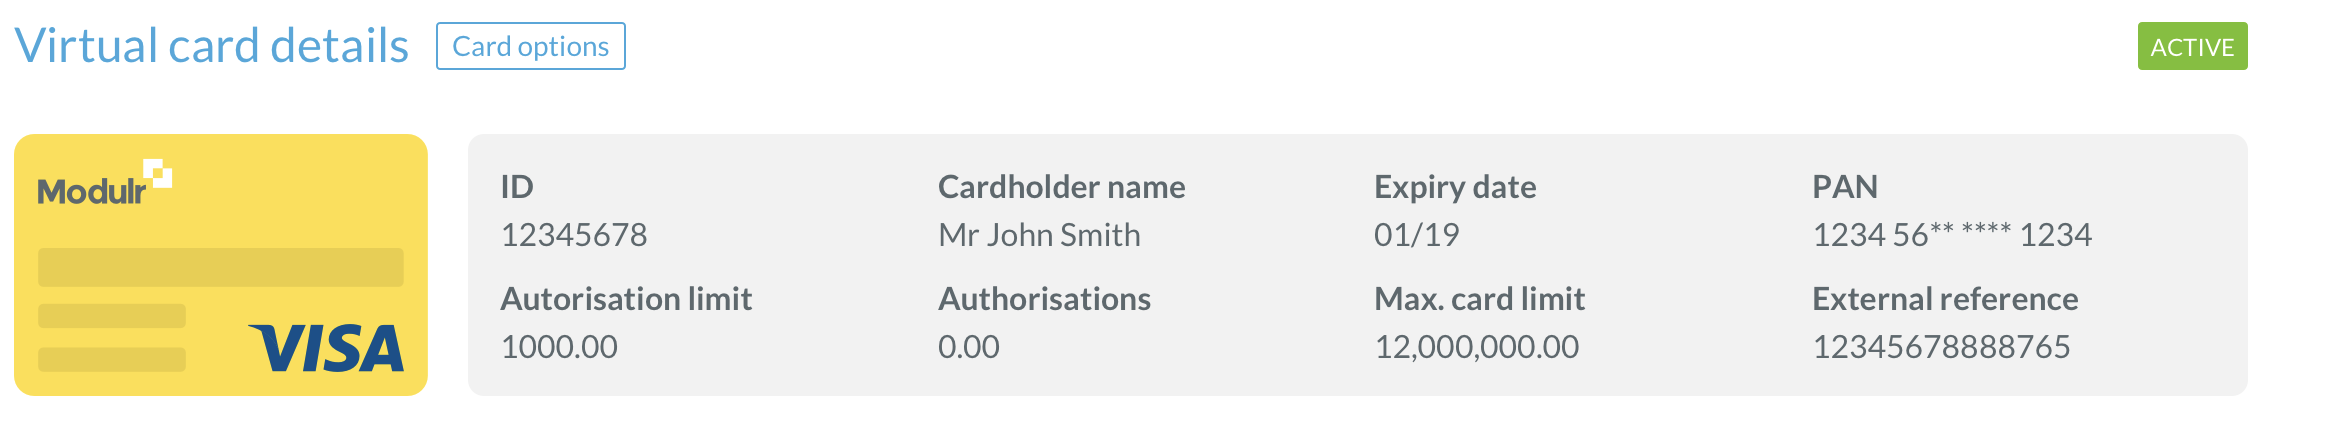 Virtual card details
Card options
ACTIVE
Modulr
VISA
ID
Cardholder name
Expiry date
PAN
12345678
Mr John Smith
01/19
1234 56** **** 1234
Autorisation limit
Authorisations
Max. card limit
External reference
1000.00
0.00
12,000,000.00
12345678888765